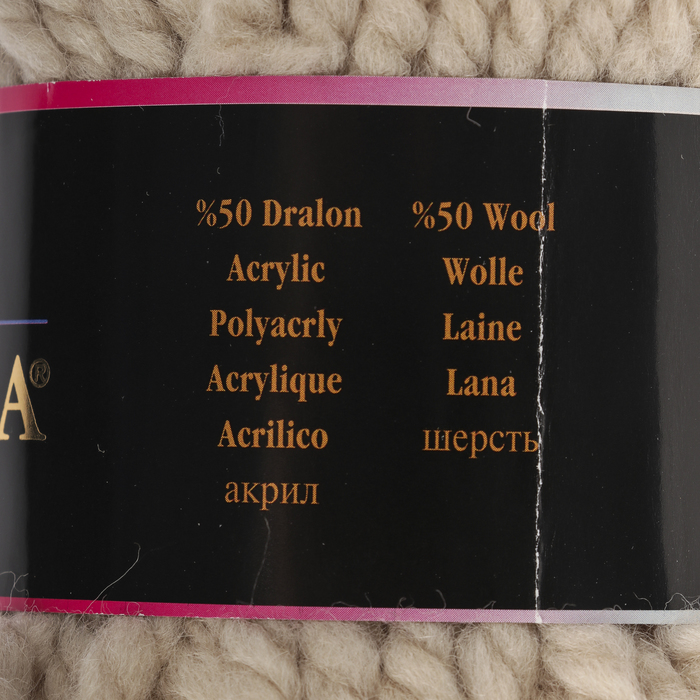 %50 Dralon
Acrylic
Polyacrly
Acrylique
Acrilico
акрил
%50 Wool
Wolle
Laine
Lana
шерсть
A®